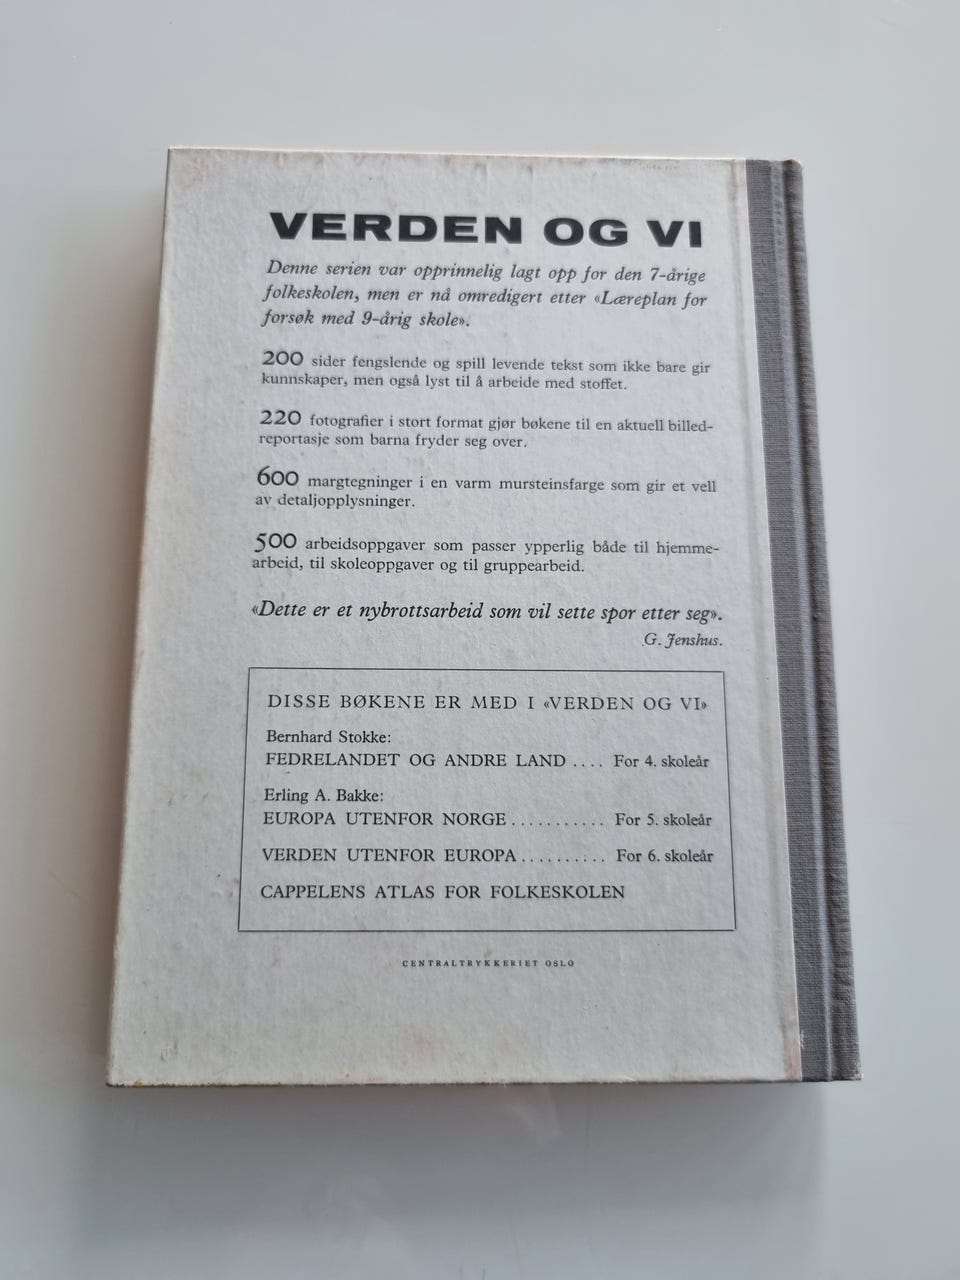 VERDEN OG VI
Denne serien var opprinnelig lagt opp for den 7-årige
folkeskolen, men er nå omredigert etter «Læreplan for
forsøk med 9-årig skole».
200 sider fengslende og spill levende tekst som ikke bare gir
kunnskaper, men også lyst til å arbeide med stoffet.
220 fotografier i stort format gjør bøkene til en aktuell billed-
reportasje som barna fryder seg over.
600 margtegninger i en varm mursteinsfarge som gir et vell
av detaljopplysninger.
500 arbeidsoppgaver som passer ypperlig både til hjemme-
arbeid, til skoleoppgaver og til gruppearbeid.
«Dette er et nybrottsarbeid som vil sette spor etter seg».
G. Jenshus.
DISSE BØKENE ER MED I «VERDEN OG VI»
Bernhard Stokke:
FEDRELANDET OG ANDRE LAND .... For 4. skoleår
Erling A. Bakke:
EUROPA UTENFOR NORGE ........... For 5. skoleår
VERDEN UTENFOR EUROPA .......... For 6. skoleår
CAPPELENS ATLAS FOR FOLKESKOLEN
CENTRALTRYKKERIET OSLO